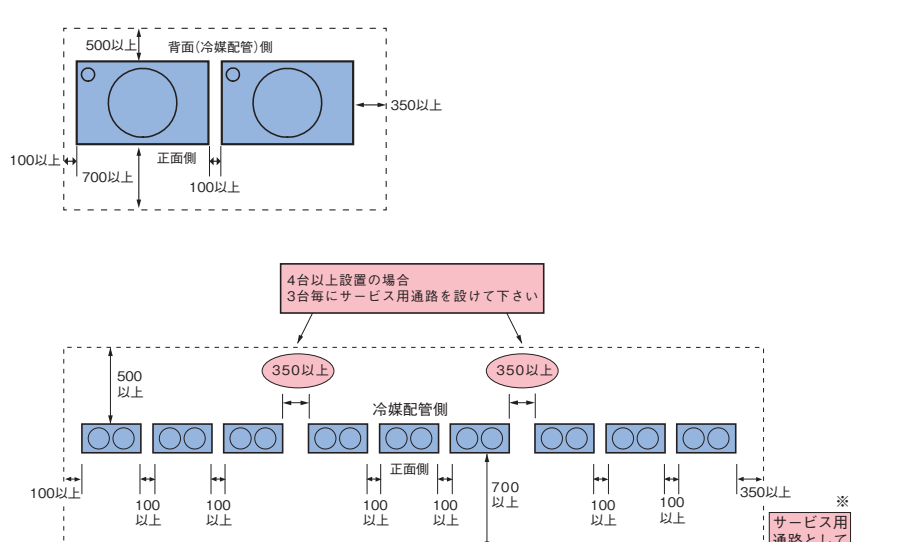 500以上
背面(冷媒配管)側
350以上
100以上
正面側
700以上
100以上
4台以上設置の場合
3台毎にサービス用通路を設けて下さい
350以上
350以上
500
以上
冷媒配管側
正面側
100以上
100
以上
100
以上
100
以上
100
以上
700
以上
100
以上
100
以上
350以上
※
サービス用
通路として